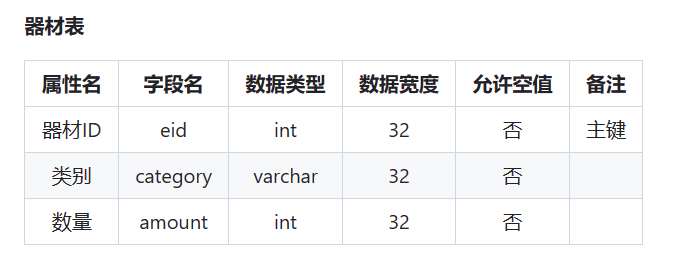 器材表
属性名 字段名 数据类型 数据宽度 允许空值 备注
器材ID eid int 32 否 主键
类别 category varchar 32 否
数量 amount int 32 否